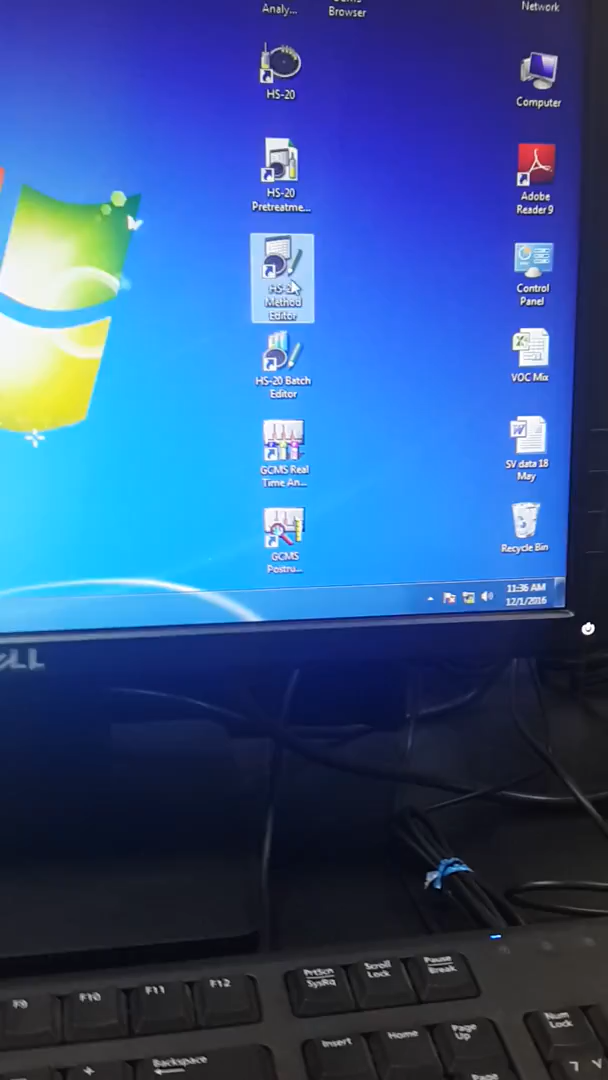 Analy...
Browser
Network
HS-20
Computer
HS-20
Pretreatme...
Adobe
Reader 9
Method
Editor
Control
Panel
HS-20 Batch
Editor
VOC Mix
GCMS Real
Time An...
SV data 18
May
GCMS
Postru...
Recycle Bin
11:36 AM
12/1/2016
F9
F10
F11
F12
PrtScn
SysRq
Scroll
Lock
Pause
Break
+
Backspace
Insert
Home
Page
Up
Num
Lock
7
Page